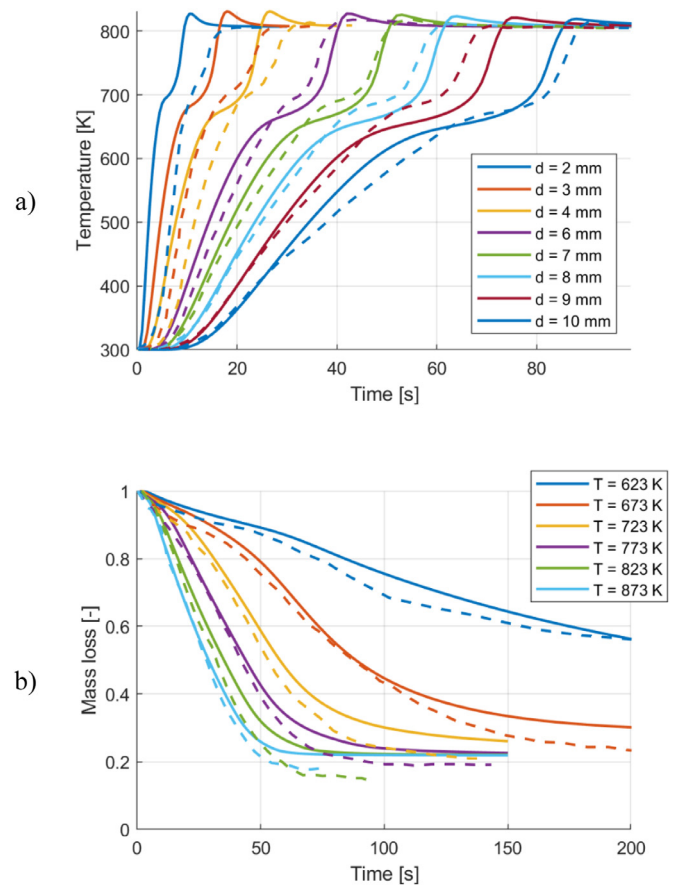 a)
Temperature [K]
800
700
600
500
400
300
0
20
40
60
80
Time [s]
d = 2 mm
d = 3 mm
d = 4 mm
d = 6 mm
d = 7 mm
d = 8 mm
d = 9 mm
d = 10 mm
b)
Mass loss [-]
1
0.8
0.6
0.4
0.2
0
0
50
100
150
200
Time [s]
T = 623 K
T = 673 K
T = 723 K
T = 773 K
T = 823 K
T = 873 K